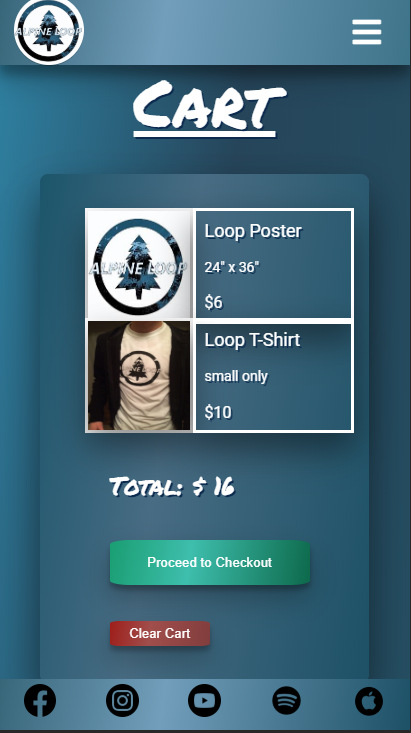 ALPINE LOOP
Cart
ALPINE LOOP
Loop Poster
24" x 36"
$6
Loop T-Shirt
small only
$10
Total: $ 16
Proceed to Checkout
Clear Cart